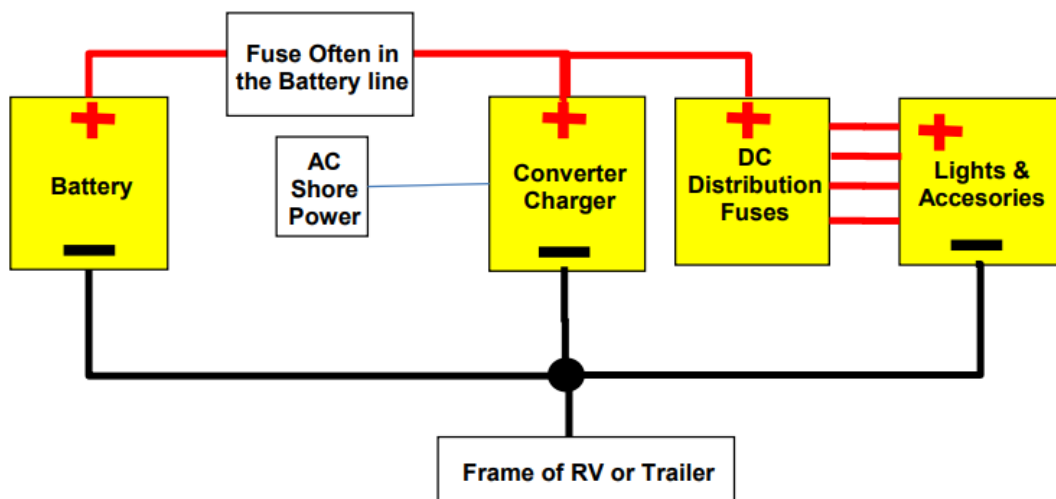 Fuse Often in
the Battery line
Battery
AC
Shore
Power
Converter
Charger
DC
Distribution
Fuses
Lights &
Accesories
Frame of RV or Trailer